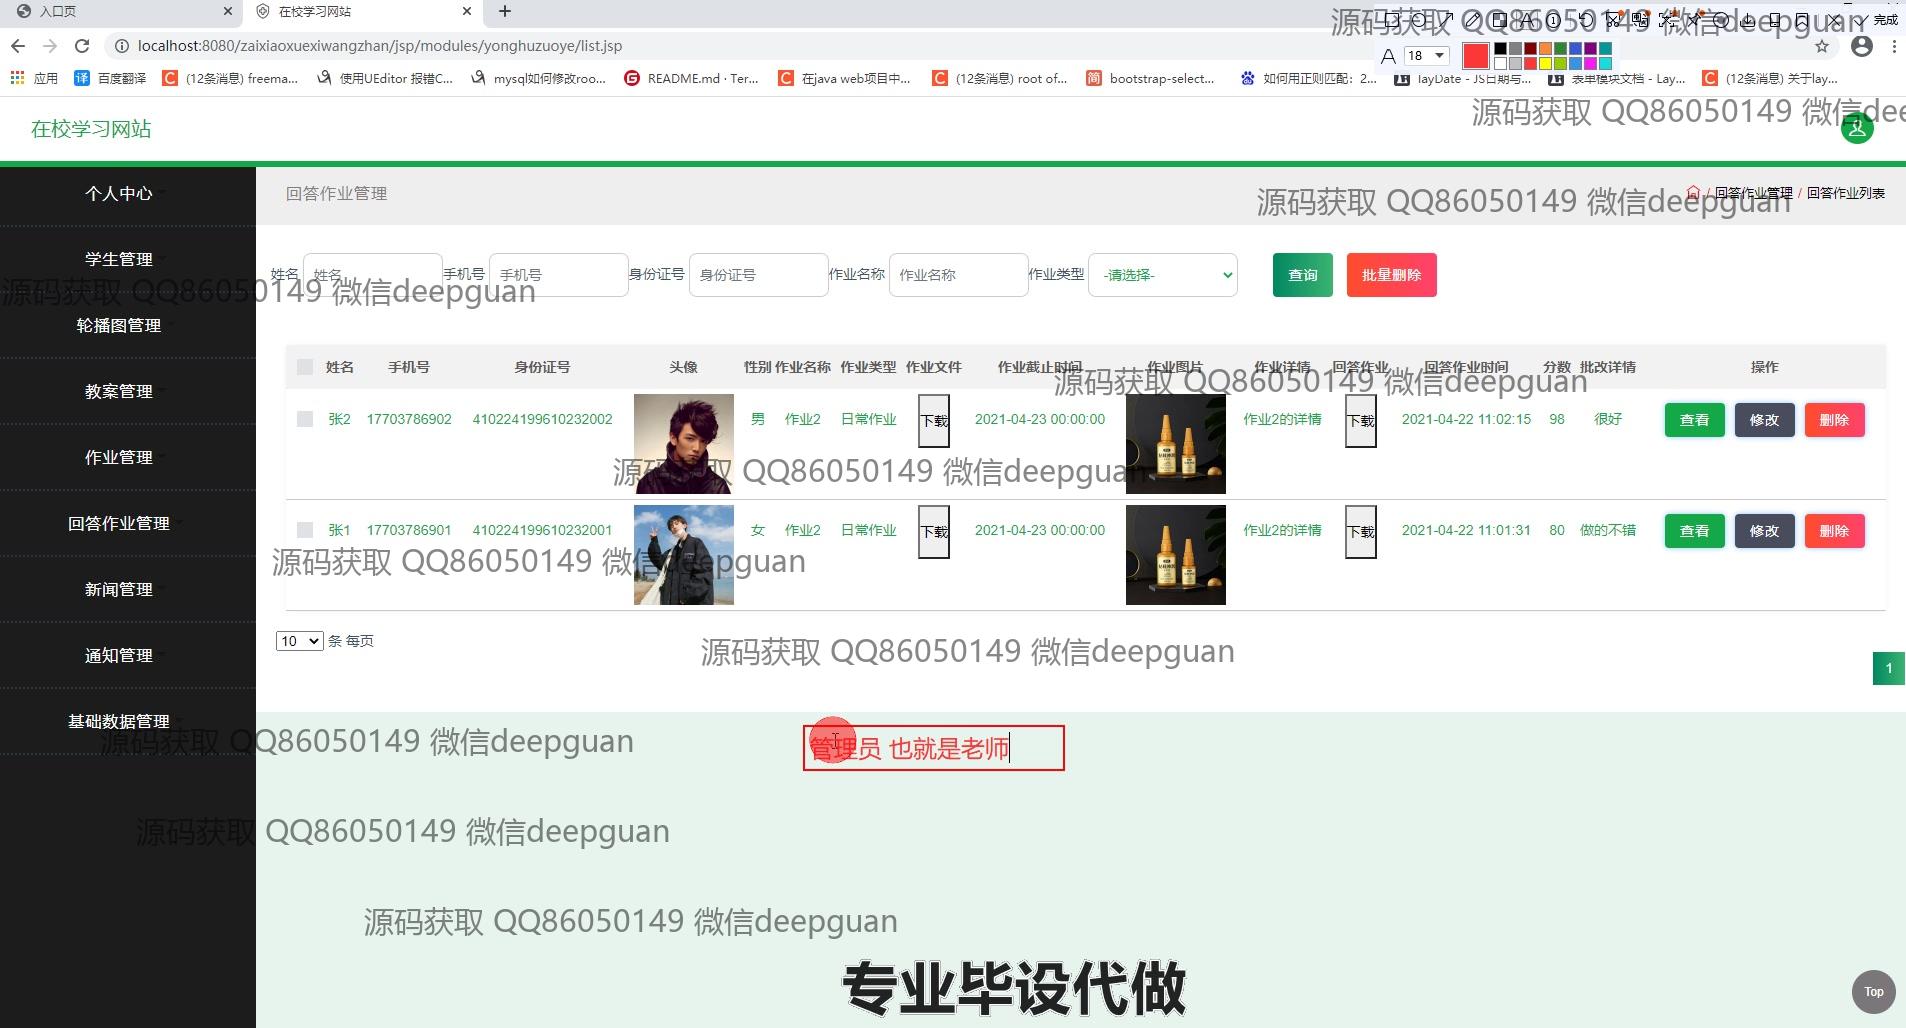 入口页
在校学习网站
完成
localhost:8080/zaixiaoxuexiwangzhan/jsp/modules/yonghuzuoye/list.jsp
A 18
应用 百度翻译 (12条消息) freema... 使用UEditor 报错C... mysql如何修改roo... README.md · Ter... 在java web项目中... (12条消息) root of... bootstrap-select... 如何用正则匹配：2... layDate - JS日期与... 表单模块文档 - Lay... (12条消息) 关于lay...
源码获取 QQ86050149 微信deepguan
源码获取 QQ86050149 微信dee
在校学习网站
个人中心
学生管理
轮播图管理
教案管理
作业管理
回答作业管理
新闻管理
通知管理
基础数据管理
回答作业管理
/ 回答作业管理 / 回答作业列表
源码获取 QQ86050149 微信deepguan
姓名 姓名 手机号 手机号 身份证号 身份证号 作业名称 作业名称 作业类型 -请选择- 查询 批量删除
源码获取 QQ86050149 微信deepguan
姓名 手机号 身份证号 头像 性别 作业名称 作业类型 作业文件 作业截止时间 作业图片 作业详情 回答作业 回答作业时间 分数 批改详情 操作
源码获取 QQ86050149 微信deepguan
张2 17703786902 410224199610232002 男 作业2 日常作业 下载 2021-04-23 00:00:00 作业2的详情 下载 2021-04-22 11:02:15 98 很好 查看 修改 删除
源码获取 QQ86050149 微信deepguan
张1 17703786901 410224199610232001 女 作业2 日常作业 下载 2021-04-23 00:00:00 作业2的详情 下载 2021-04-22 11:01:31 80 做的不错 查看 修改 删除
源码获取 QQ86050149 微信deepguan
10 条 每页
源码获取 QQ86050149 微信deepguan
1
源码获取 QQ86050149 微信deepguan
管理员 也就是老师
源码获取 QQ86050149 微信deepguan
源码获取 QQ86050149 微信deepguan
专业毕设代做
Top